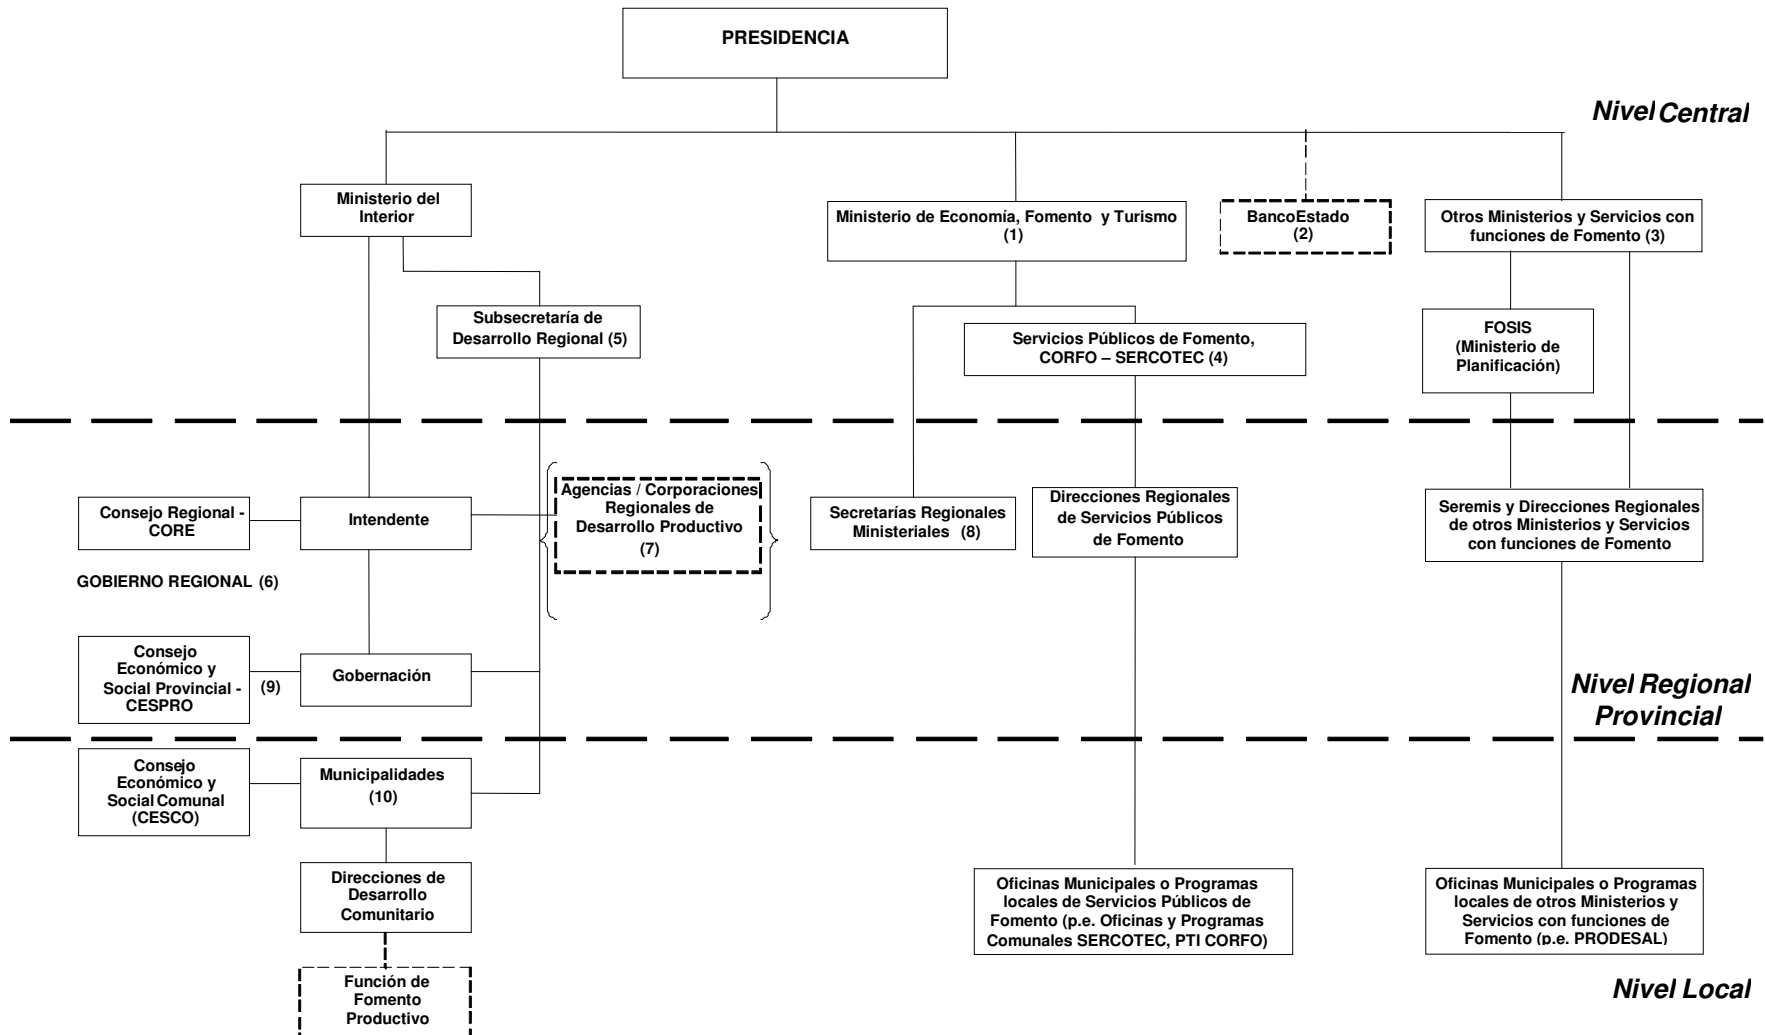 PRESIDENCIA
Nivel Central
Ministerio del
Interior
Ministerio de Economía, Fomento y Turismo
(1)
BancoEstado
(2)
Otros Ministerios y Servicios con
funciones de Fomento (3)
Subsecretaría de
Desarrollo Regional (5)
Servicios Públicos de Fomento,
CORFO – SERCOTEC (4)
FOSIS
(Ministerio de
Planificación)
Consejo Regional -
CORE
Intendente
Agencias / Corporaciones
Regionales de
Desarrollo Productivo
(7)
Secretarías Regionales
Ministeriales (8)
Direcciones Regionales
de Servicios Públicos
de Fomento
Seremis y Direcciones Regionales
de otros Ministerios y Servicios
con funciones de Fomento
GOBIERNO REGIONAL (6)
Consejo
Económico y
Social Provincial -
CESPRO
(9)
Gobernación
Nivel Regional
Provincial
Consejo
Económico y
Social Comunal
(CESCO)
Municipalidades
(10)
Direcciones de
Desarrollo
Comunitario
Oficinas Municipales o Programas
locales de Servicios Públicos de
Fomento (p.e. Oficinas y Programas
Comunales SERCOTEC, PTI CORFO)
Oficinas Municipales o Programas
locales de otros Ministerios y
Servicios con funciones de
Fomento (p.e. PRODESAL)
Función de
Fomento
Productivo
Nivel Local